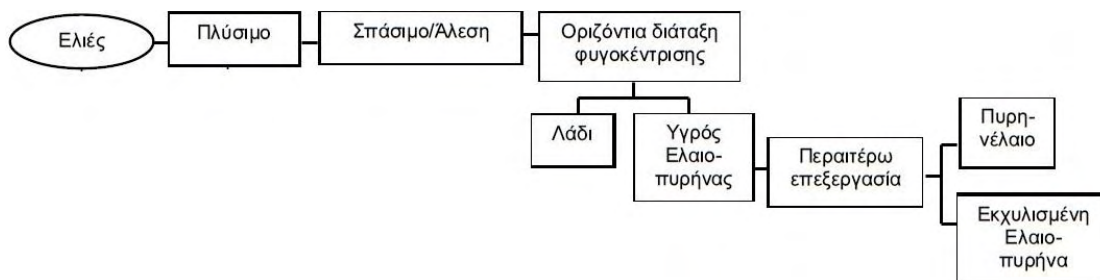 Ελιές
Πλύσιμο
Σπάσιμο/Άλεση
Οριζόντια διάταξη
φυγοκέντρισης
Λάδι
Υγρός
Ελαιο-
πυρήνας
Περαιτέρω
επεξεργασία
Πυρη-
νέλαιο
Εκχυλισμένη
Ελαιο-
πυρήνα